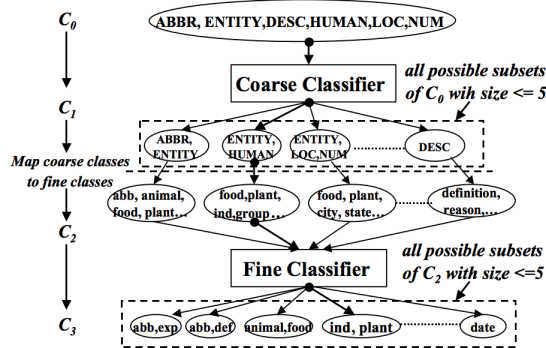 C0
ABBR, ENTITY,DESC,HUMAN,LOC,NUM
Coarse Classifier
all possible subsets
of C0 wih size <= 5
C1
ABBR,
ENTITY
ENTITY,
HUMAN
ENTITY,
LOC,NUM
DESC
Map coarse classes
to fine classes
abb, animal,
food, plant...
food,plant,
ind,group...
food, plant,
city, state...
definition,
reason,...
C2
Fine Classifier
all possible subsets
of C2 with size <=5
C3
abb,exp
abb,def
animal,food
ind, plant
date